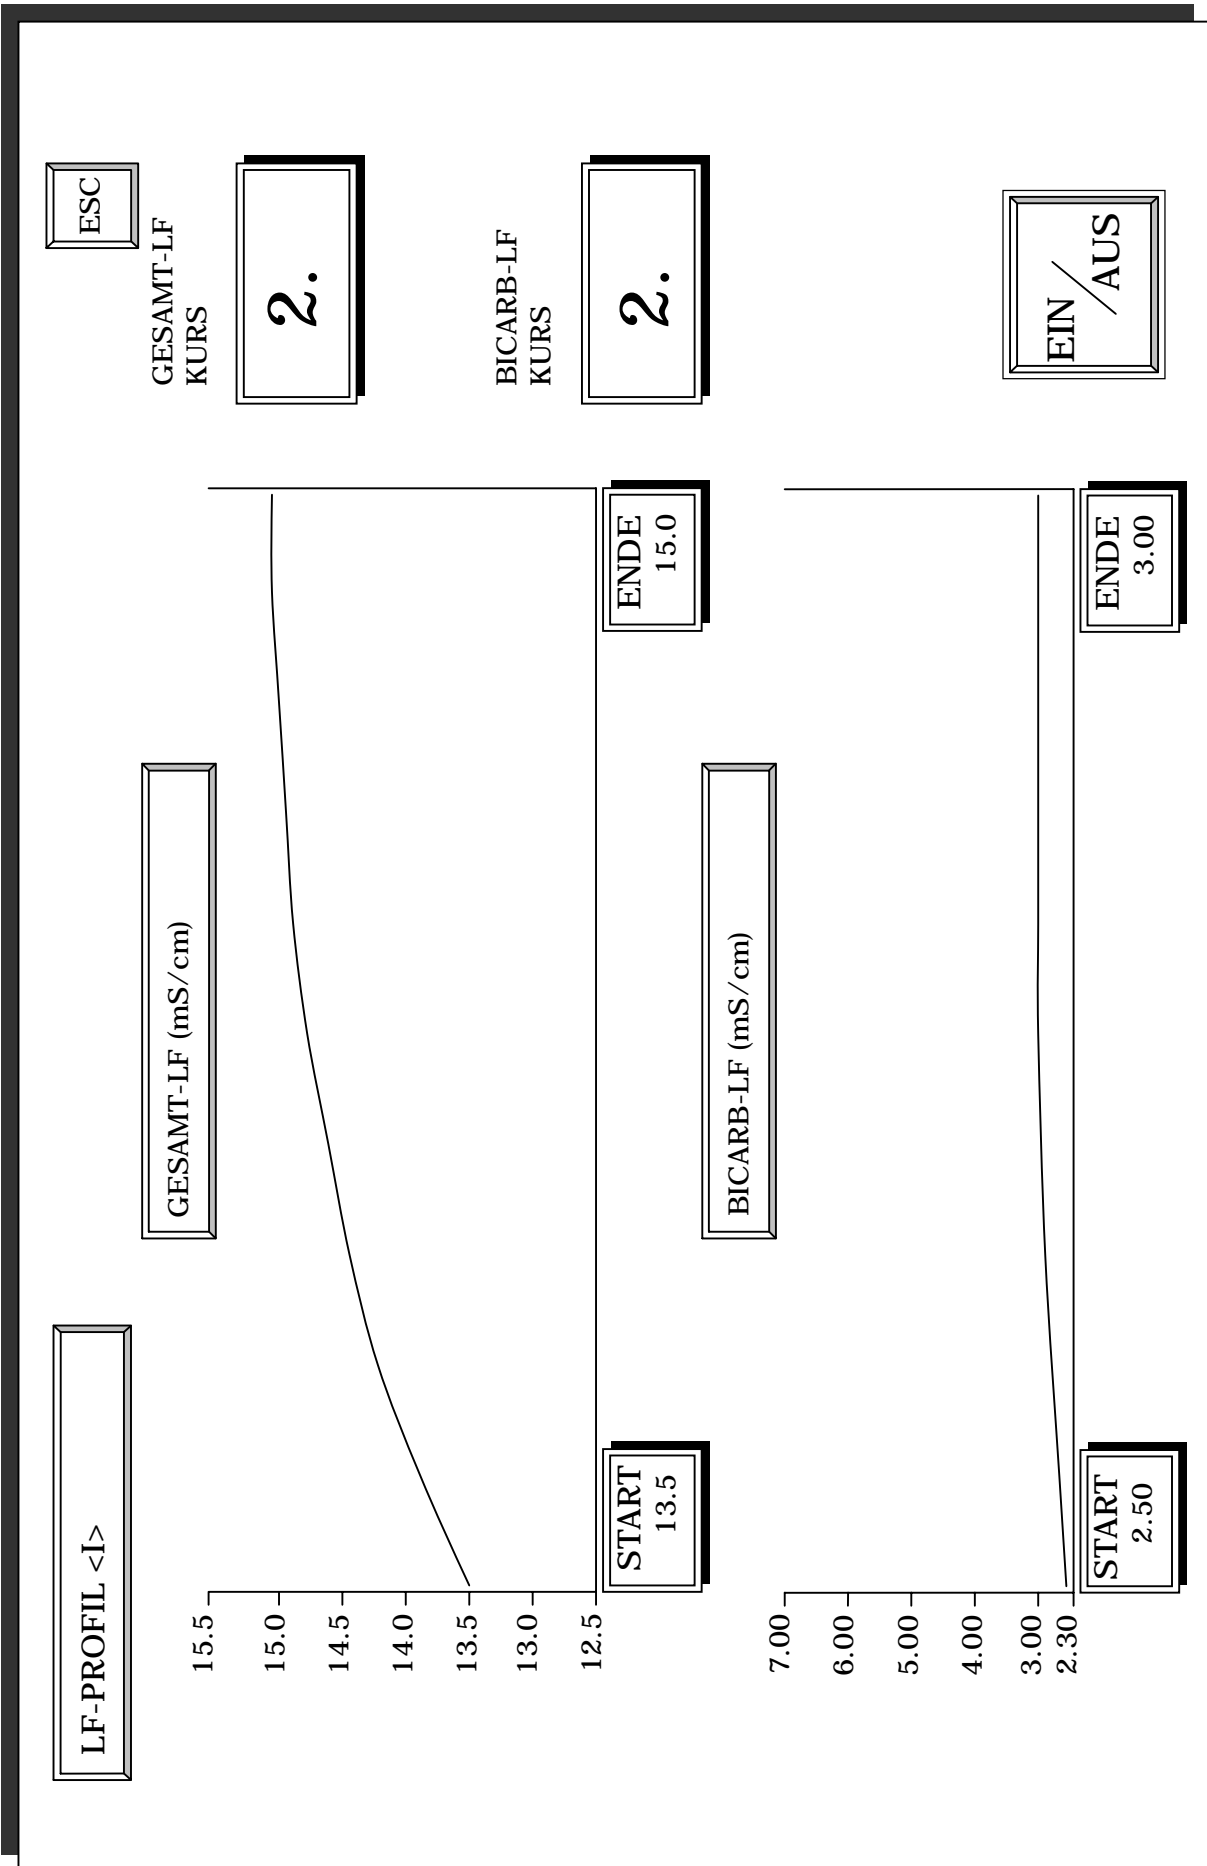 LF-PROFIL <I>
ESC
GESAMT-LF (mS/cm)
GESAMT-LF
KURS
2.
15.5
15.0
14.5
14.0
13.5
13.0
12.5
START
13.5
ENDE
15.0
BICARB-LF (mS/cm)
BICARB-LF
KURS
2.
7.00
6.00
5.00
4.00
3.00
2.30
START
2.50
ENDE
3.00
EIN
/
AUS